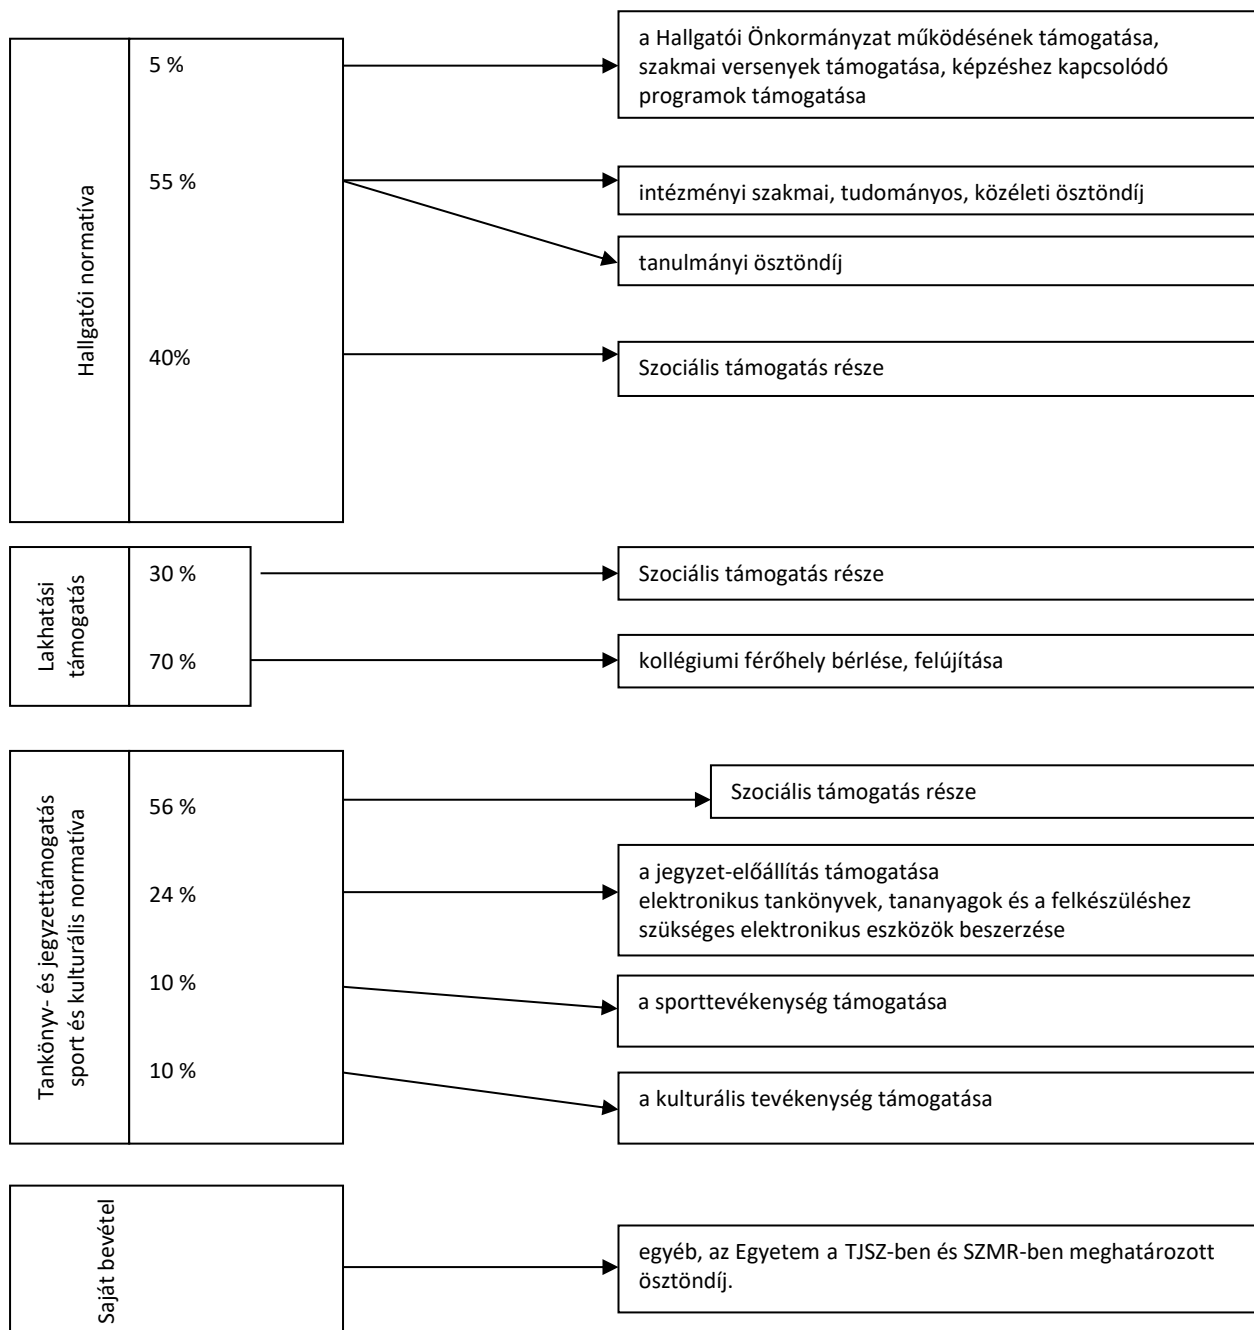 Hallgatói normatíva
5 %
a Hallgatói Önkormányzat működésének támogatása,
szakmai versenyek támogatása, képzéshez kapcsolódó
programok támogatása
55 %
intézményi szakmai, tudományos, közéleti ösztöndíj
tanulmányi ösztöndíj
40%
Szociális támogatás része
Lakhatási
támogatás
30 %
Szociális támogatás része
70 %
kollégiumi férőhely bérlése, felújítása
Tankönyv- és jegyzettámogatás
sport és kulturális normatíva
56 %
Szociális támogatás része
24 %
a jegyzet-előállítás támogatása
elektronikus tankönyvek, tananyagok és a felkészüléshez
szükséges elektronikus eszközök beszerzése
10 %
a sporttevékenység támogatása
10 %
a kulturális tevékenység támogatása
Saját bevétel
egyéb, az Egyetem a TJSZ-ben és SZMR-ben meghatározott
ösztöndíj.